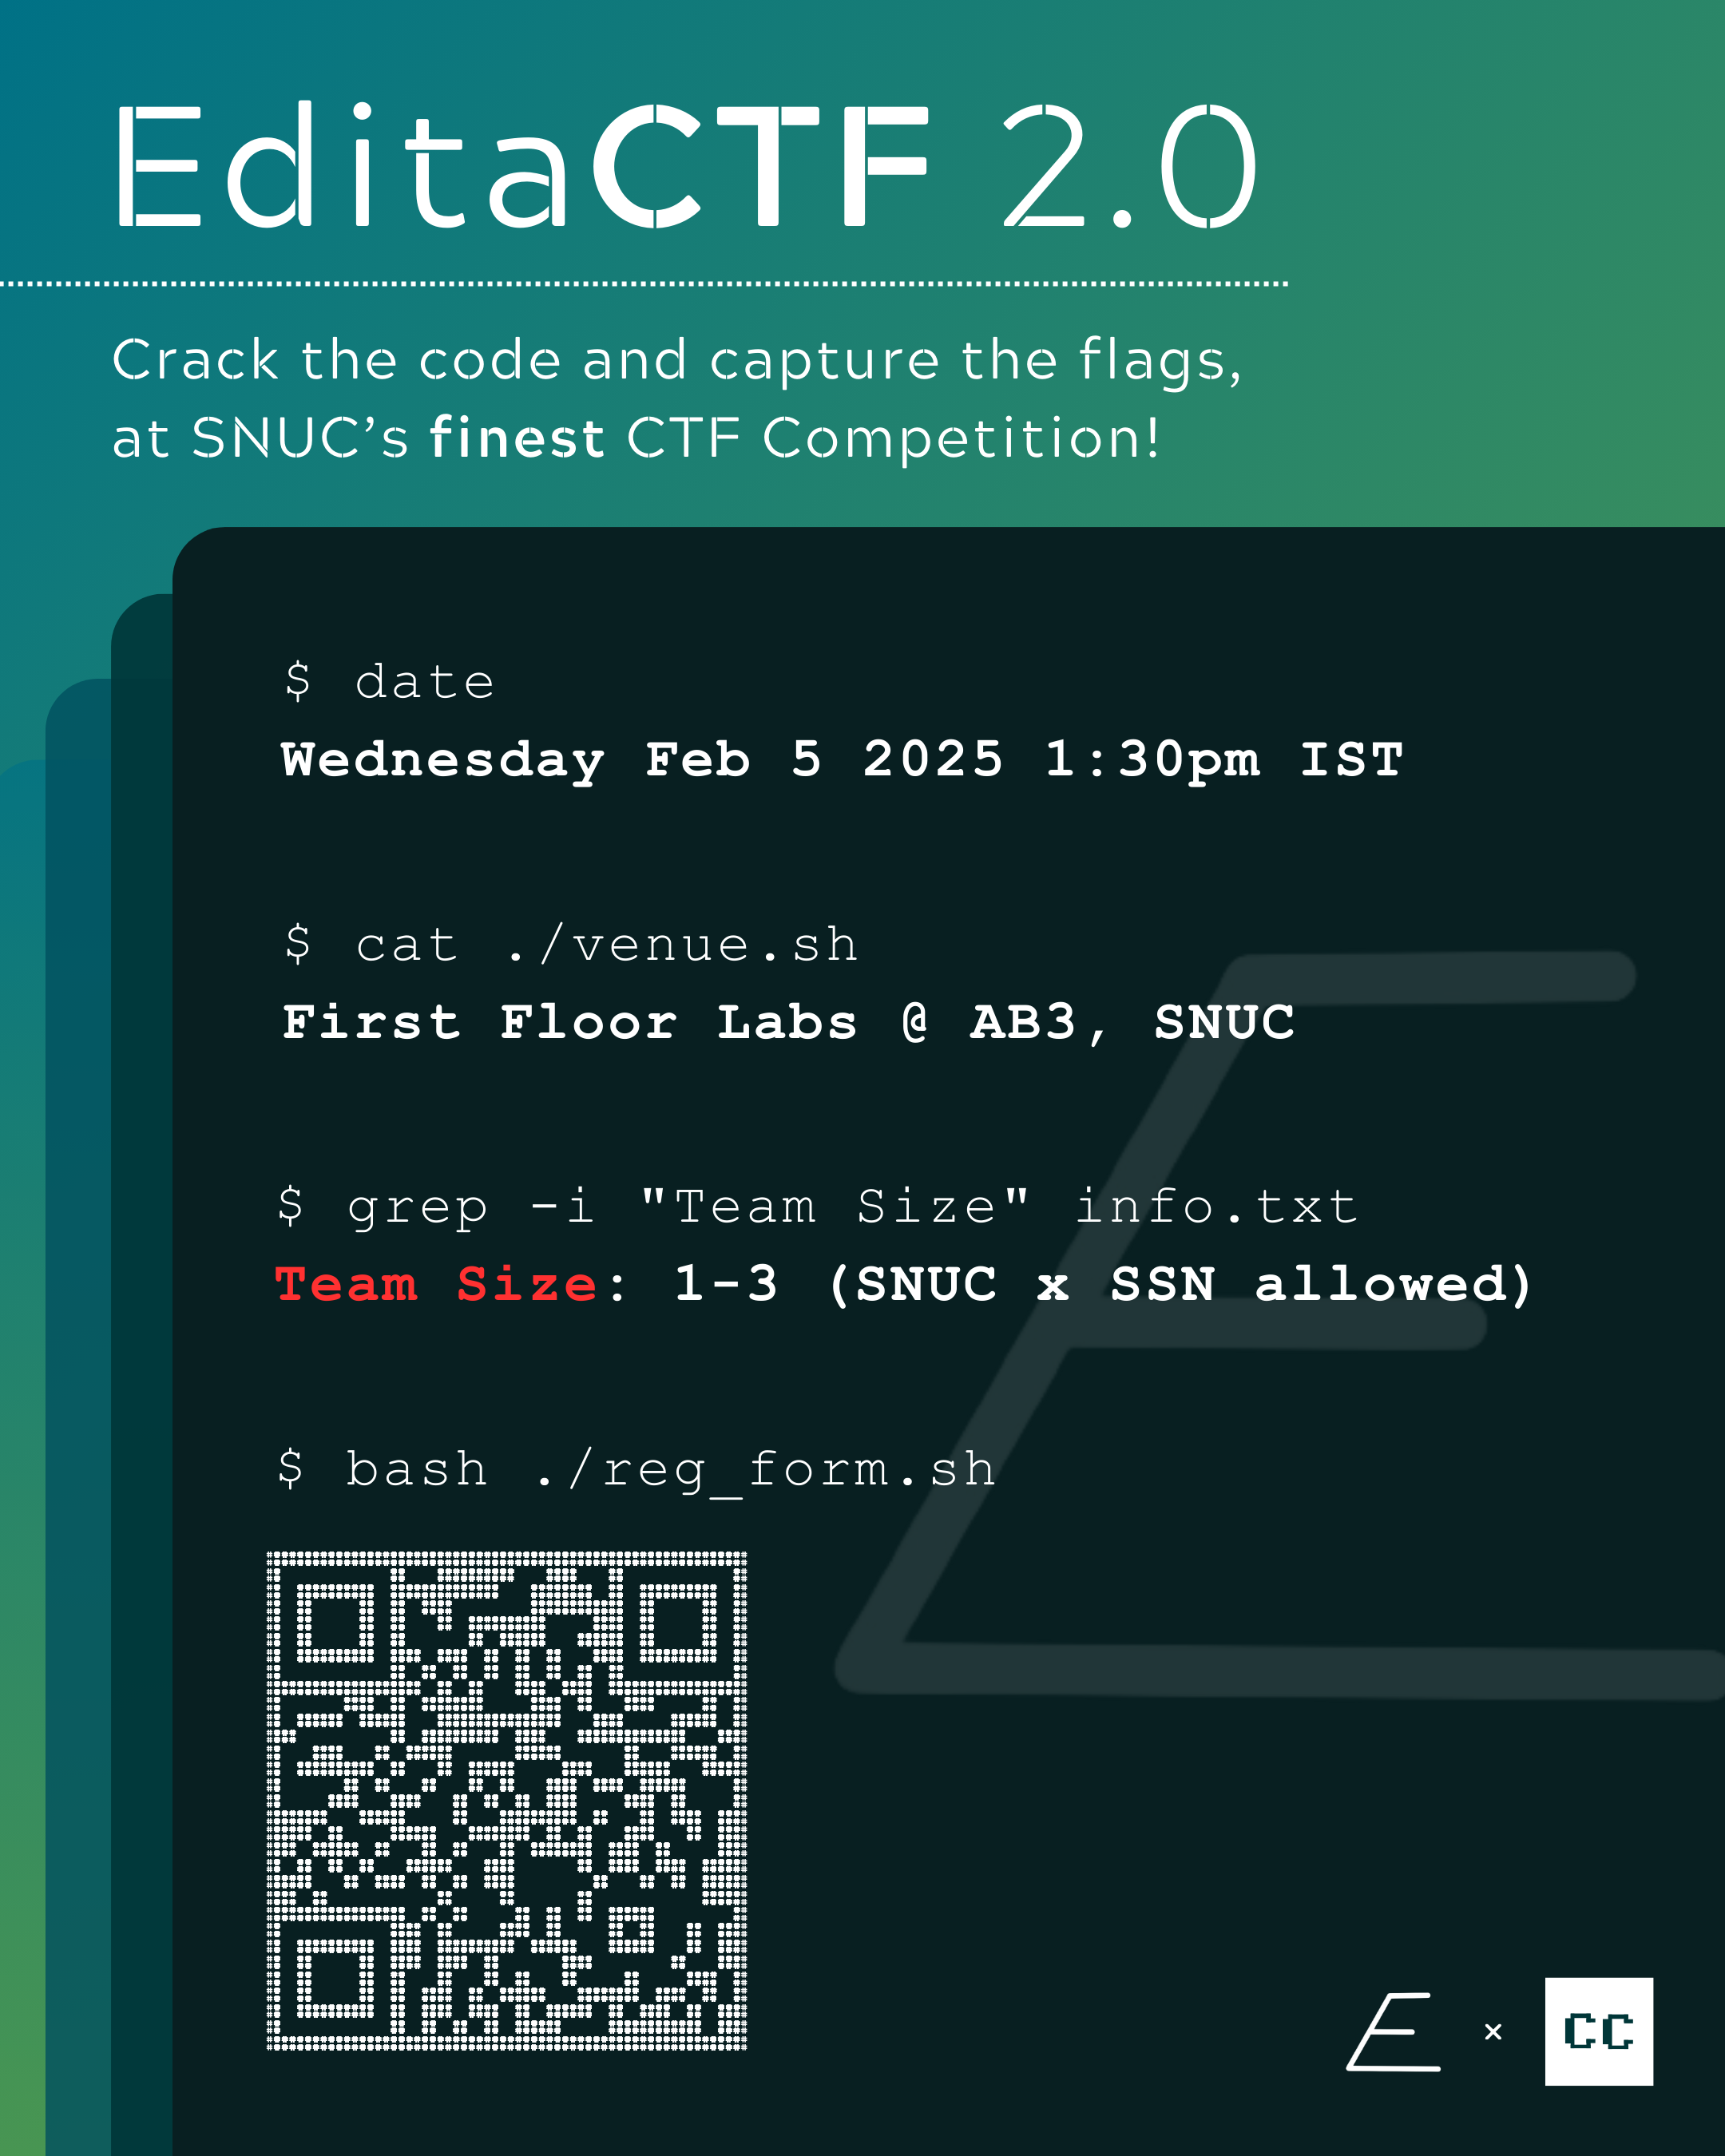 EditaCTF 2.0
Crack the code and capture the flags,
at SNUC’s finest CTF Competition!
$ date
Wednesday Feb 5 2025 1:30pm IST
$ cat ./venue.sh
First Floor Labs @ AB3, SNUC
$ grep -i "Team Size" info.txt
Team Size: 1-3 (SNUC x SSN allowed)
$ bash ./reg_form.sh
E × CC